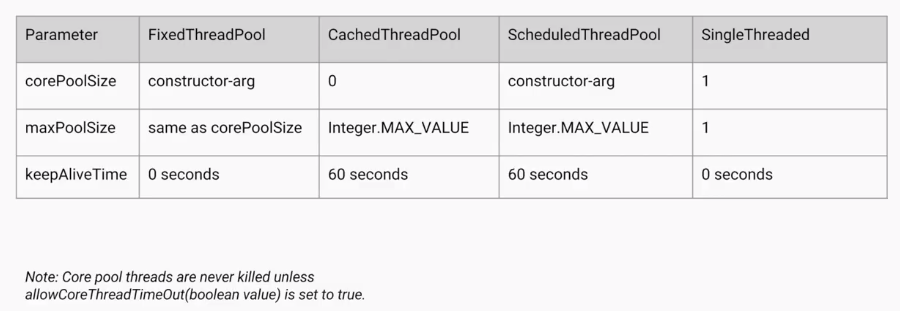 Parameter FixedThreadPool CachedThreadPool ScheduledThreadPool SingleThreaded
corePoolSize constructor-arg 0 constructor-arg 1
maxPoolSize same as corePoolSize Integer.MAX_VALUE Integer.MAX_VALUE 1
keepAliveTime 0 seconds 60 seconds 60 seconds 0 seconds
Note: Core pool threads are never killed unless
allowCoreThreadTimeOut(boolean value) is set to true.